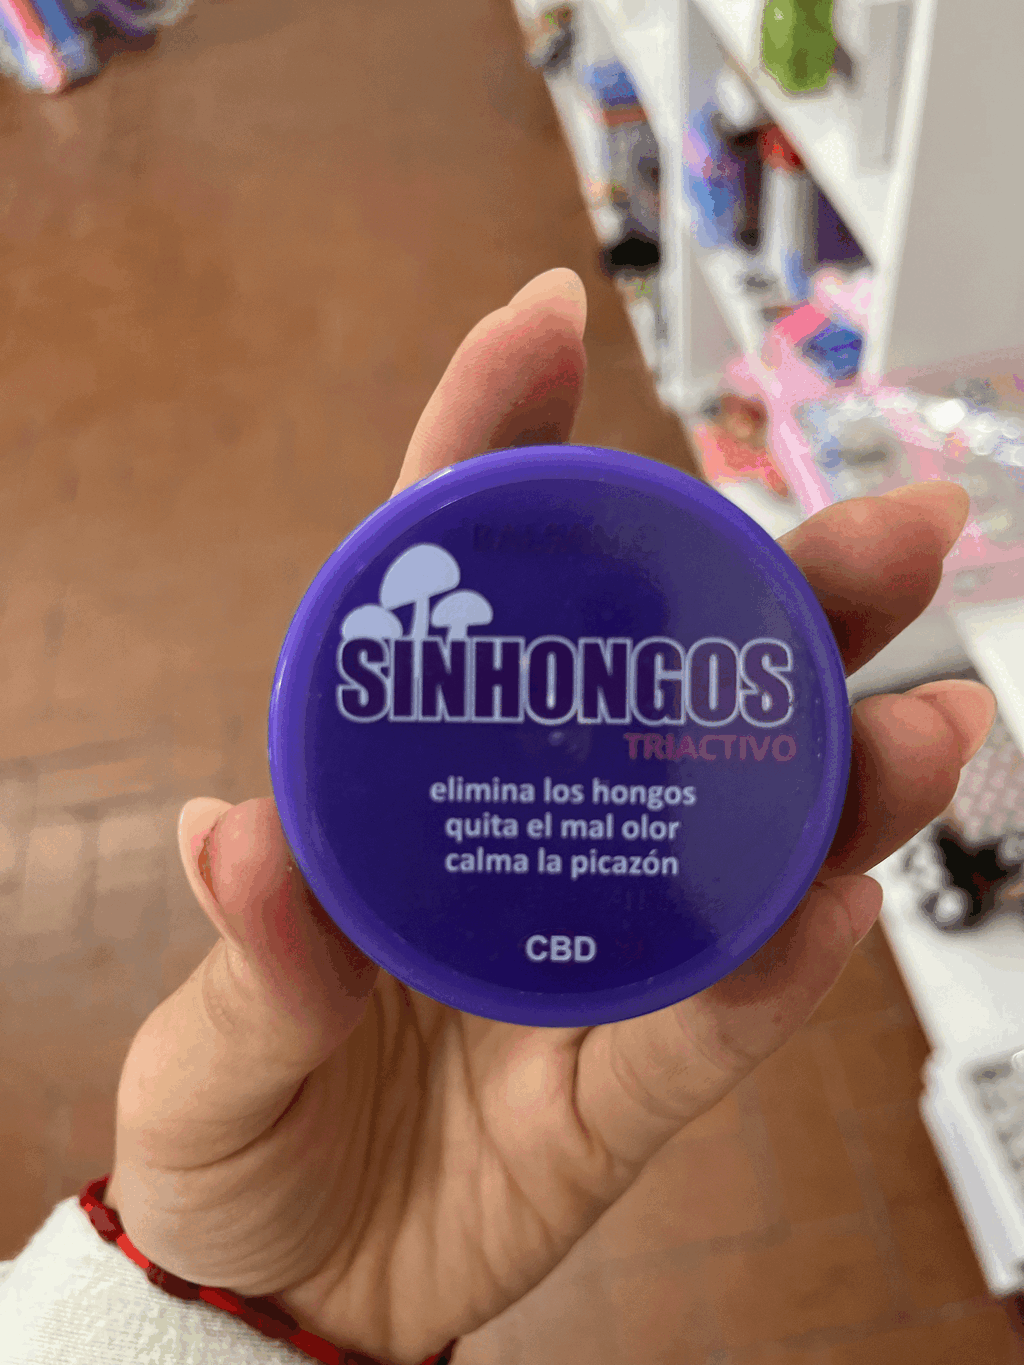 SINHONGOS
TRIACTIVO
elimina los hongos
quita el mal olor
calma la picazón
CBD